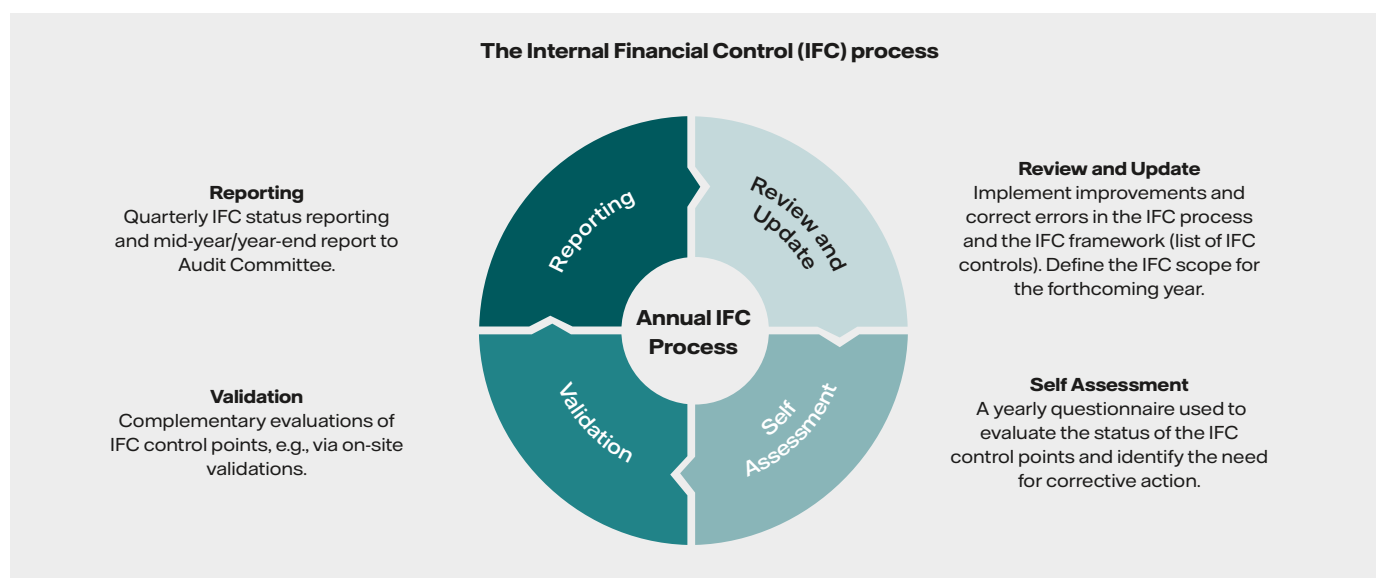 The Internal Financial Control (IFC) process
Reporting
Quarterly IFC status reporting
and mid-year/year-end report to
Audit Committee.
Validation
Complementary evaluations of
IFC control points, e.g., via on-site
validations.
Reporting
Review and
Update
Annual IFC
Process
Validation
Self
Assessment
Review and Update
Implement improvements and
correct errors in the IFC process
and the IFC framework (list of IFC
controls). Define the IFC scope for
the forthcoming year.
Self Assessment
A yearly questionnaire used to
evaluate the status of the IFC
control points and identify the need
for corrective action.